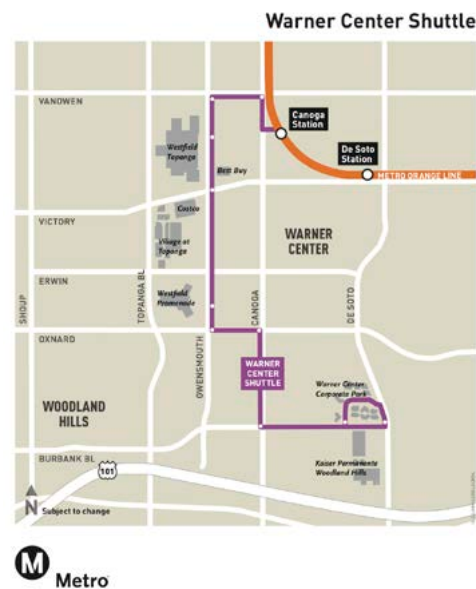 Warner Center Shuttle
VANOWEN
Canoga
Station
De Soto
Station
METRO ORANGE LINE
Westfield
Topanga
Best Buy
Costco
VICTORY
Village at
Topanga
WARNER
CENTER
ERWIN
Westfield
Promenade
SHOUP
TOPANGA BL
OWENSMOUTH
CANOGA
DE SOTO
OXNARD
WARNER
CENTER
SHUTTLE
Warner Center
Corporate Park
WOODLAND
HILLS
BURBANK BL
101
Kaiser Permanente
Woodland Hills
N
Subject to change
M
Metro